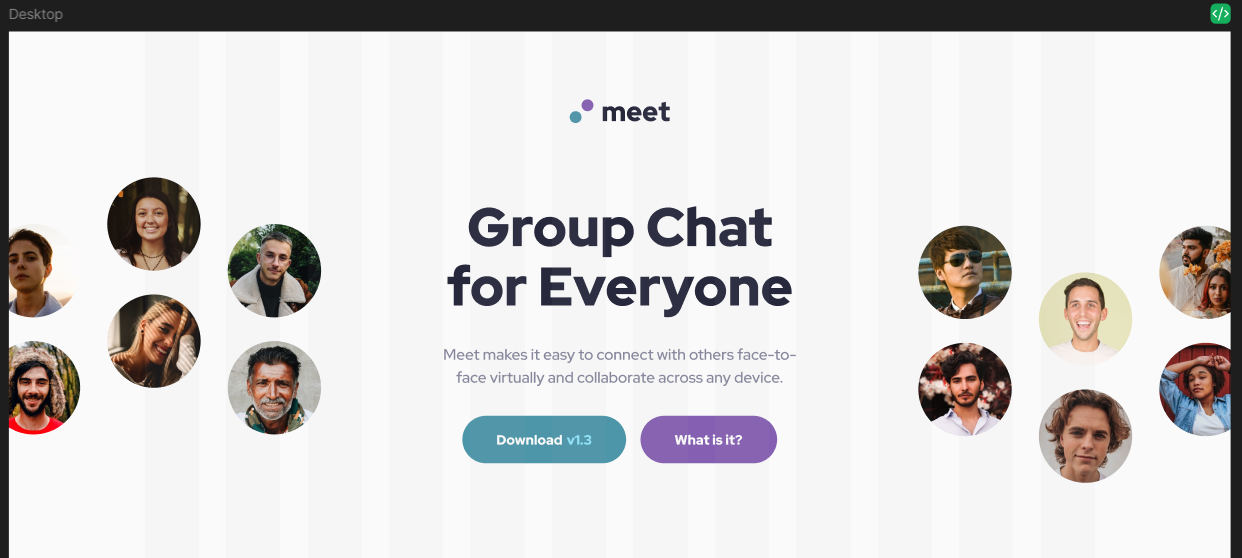 Desktop
</>
meet
Group Chat
for Everyone
Meet makes it easy to connect with others face-to-
face virtually and collaborate across any device.
Download v1.3
What is it?